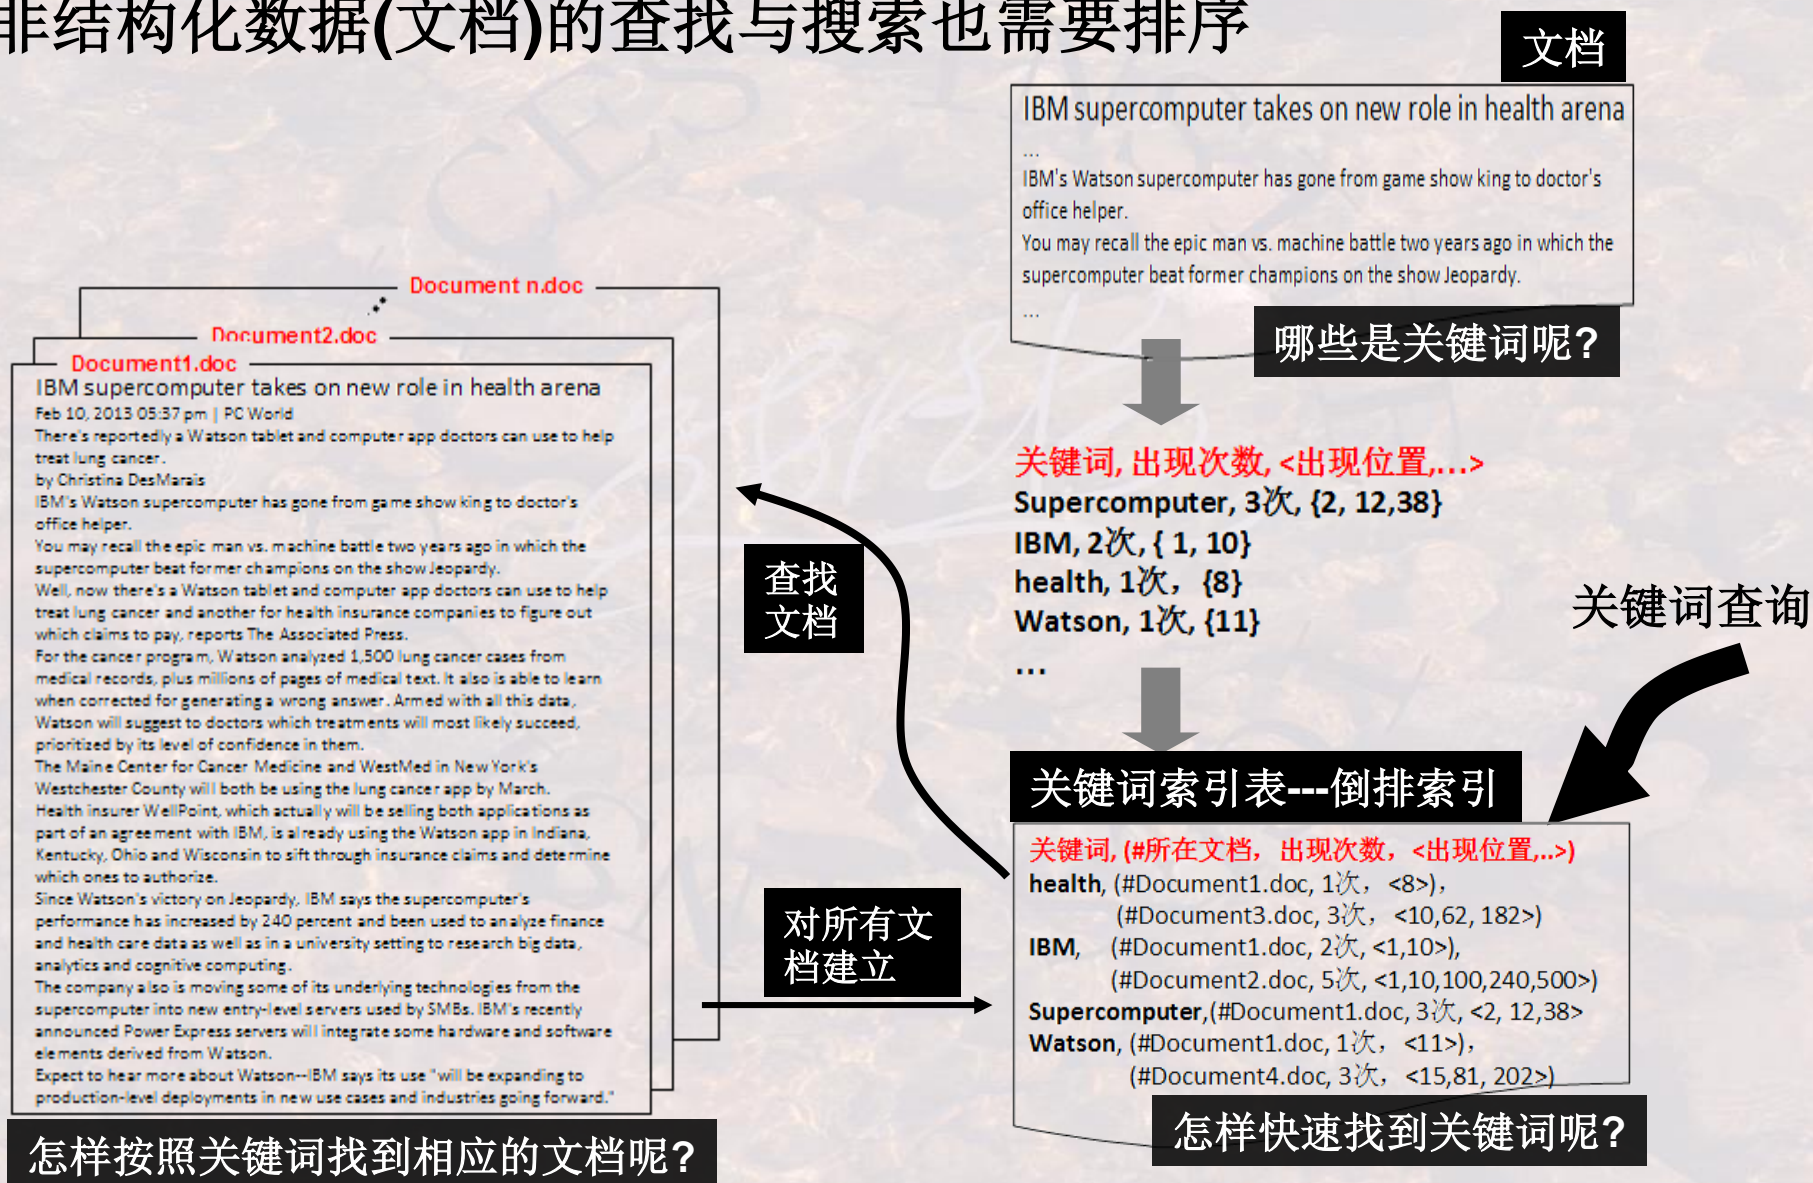 非结构化数据(文档)的查找与搜索也需要排序
文档
IBM supercomputer takes on new role in health arena
...
IBM's Watson supercomputer has gone from game show king to doctor's
office helper.
You may recall the epic man vs. machine battle two years ago in which the
supercomputer beat former champions on the show Jeopardy.
...
哪些是关键词呢?
关键词, 出现次数, <出现位置,...>
Supercomputer, 3次, {2, 12,38}
IBM, 2次, { 1, 10}
health, 1次，{8}
Watson, 1次, {11}
...
关键词查询
关键词索引表---倒排索引
关键词, (#所在文档，出现次数，<出现位置,..>)
health, (#Document1.doc, 1次，<8>)，
(#Document3.doc, 3次，<10,62, 182>)
IBM, (#Document1.doc, 2次, <1,10>),
(#Document2.doc, 5次, <1,10,100,240,500>)
Supercomputer,(#Document1.doc, 3次, <2, 12,38>
Watson, (#Document1.doc, 1次，<11>)，
(#Document4.doc, 3次，<15,81, 202>)
怎样快速找到关键词呢?
查找
文档
对所有文
档建立
Document n.doc
Document2.doc
Document1.doc
IBM supercomputer takes on new role in health arena
Feb 10, 2013 05:37 pm | PC World
There's reportedly a Watson tablet and computer app doctors can use to help
treat lung cancer.
by Christina DesMarais
IBM's Watson supercomputer has gone from game show king to doctor's
office helper.
You may recall the epic man vs. machine battle two years ago in which the
supercomputer beat former champions on the show Jeopardy.
Well, now there's a Watson tablet and computer app doctors can use to help
treat lung cancer and another for health insurance companies to figure out
which claims to pay, reports The Associated Press.
For the cancer program, Watson analyzed 1,500 lung cancer cases from
medical records, plus millions of pages of medical text. It also is able to learn
when corrected for generating a wrong answer. Armed with all this data,
Watson will suggest to doctors which treatments will most likely succeed,
prioritized by its level of confidence in them.
The Maine Center for Cancer Medicine and WestMed in New York's
Westchester County will both be using the lung cancer app by March.
Health insurer WellPoint, which actually will be selling both applications as
part of an agreement with IBM, is already using the Watson app in Indiana,
Kentucky, Ohio and Wisconsin to sift through insurance claims and determine
which ones to authorize.
Since Watson's victory on Jeopardy, IBM says the supercomputer's
performance has increased by 240 percent and been used to analyze finance
and health care data as well as in a university setting to research big data,
analytics and cognitive computing.
The company also is moving some of its underlying technologies from the
supercomputer into new entry-level servers used by SMBs. IBM's recently
announced Power Express servers will integrate some hardware and software
elements derived from Watson.
Expect to hear more about Watson--IBM says its use "will be expanding to
production-level deployments in new use cases and industries going forward."
怎样按照关键词找到相应的文档呢?